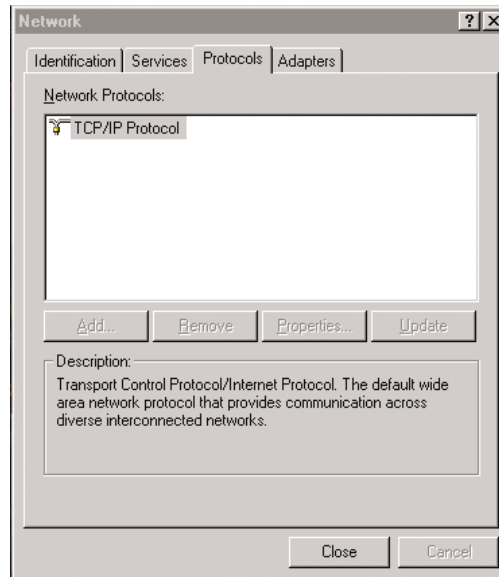 Network
Identification Services Protocols Adapters
Network Protocols:
TCP/IP Protocol
Add... Remove Properties... Update
Description:
Transport Control Protocol/Internet Protocol. The default wide
area network protocol that provides communication across
diverse interconnected networks.
Close Cancel